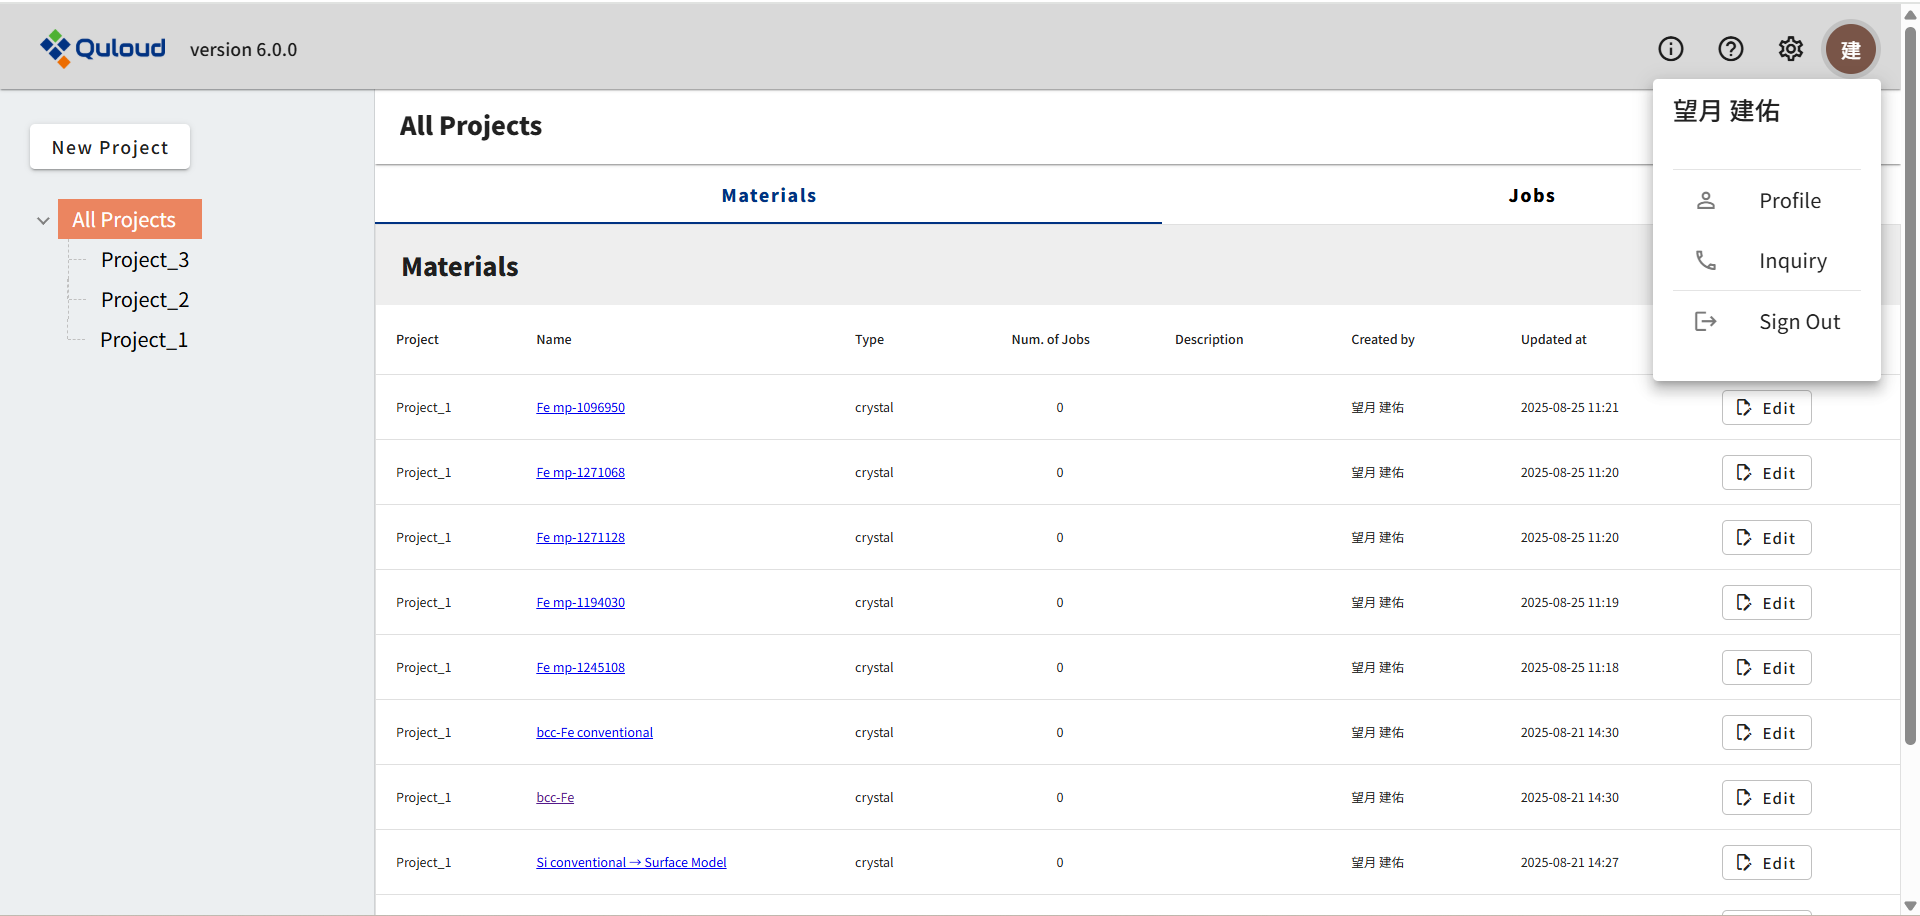 Quloud version 6.0.0
建
望月 建佑
Profile
Inquiry
Sign Out
New Project
All Projects
Project_3
Project_2
Project_1
All Projects
Materials Jobs
Materials
Project Name Type Num. of Jobs Description Created by Updated at
Project_1 Fe mp-1096950 crystal 0 望月 建佑 2025-08-25 11:21 Edit
Project_1 Fe mp-1271068 crystal 0 望月 建佑 2025-08-25 11:20 Edit
Project_1 Fe mp-1271128 crystal 0 望月 建佑 2025-08-25 11:20 Edit
Project_1 Fe mp-1194030 crystal 0 望月 建佑 2025-08-25 11:19 Edit
Project_1 Fe mp-1245108 crystal 0 望月 建佑 2025-08-25 11:18 Edit
Project_1 bcc-Fe conventional crystal 0 望月 建佑 2025-08-21 14:30 Edit
Project_1 bcc-Fe crystal 0 望月 建佑 2025-08-21 14:30 Edit
Project_1 Si conventional → Surface Model crystal 0 望月 建佑 2025-08-21 14:27 Edit